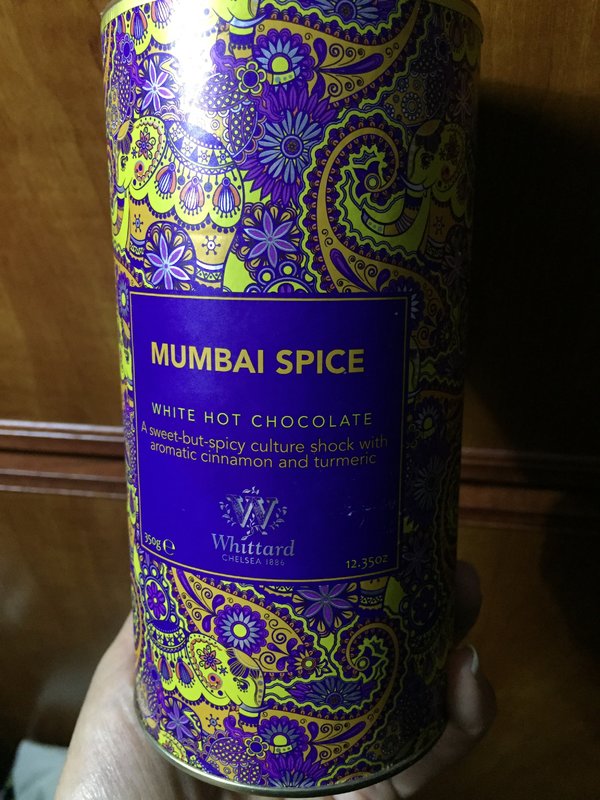 MUMBAI SPICE
WHITE HOT CHOCOLATE
A sweet-but-spicy culture shock with
aromatic cinnamon and turmeric
W
Whittard
CHELSEA 1886
350g ℮
12.35oz